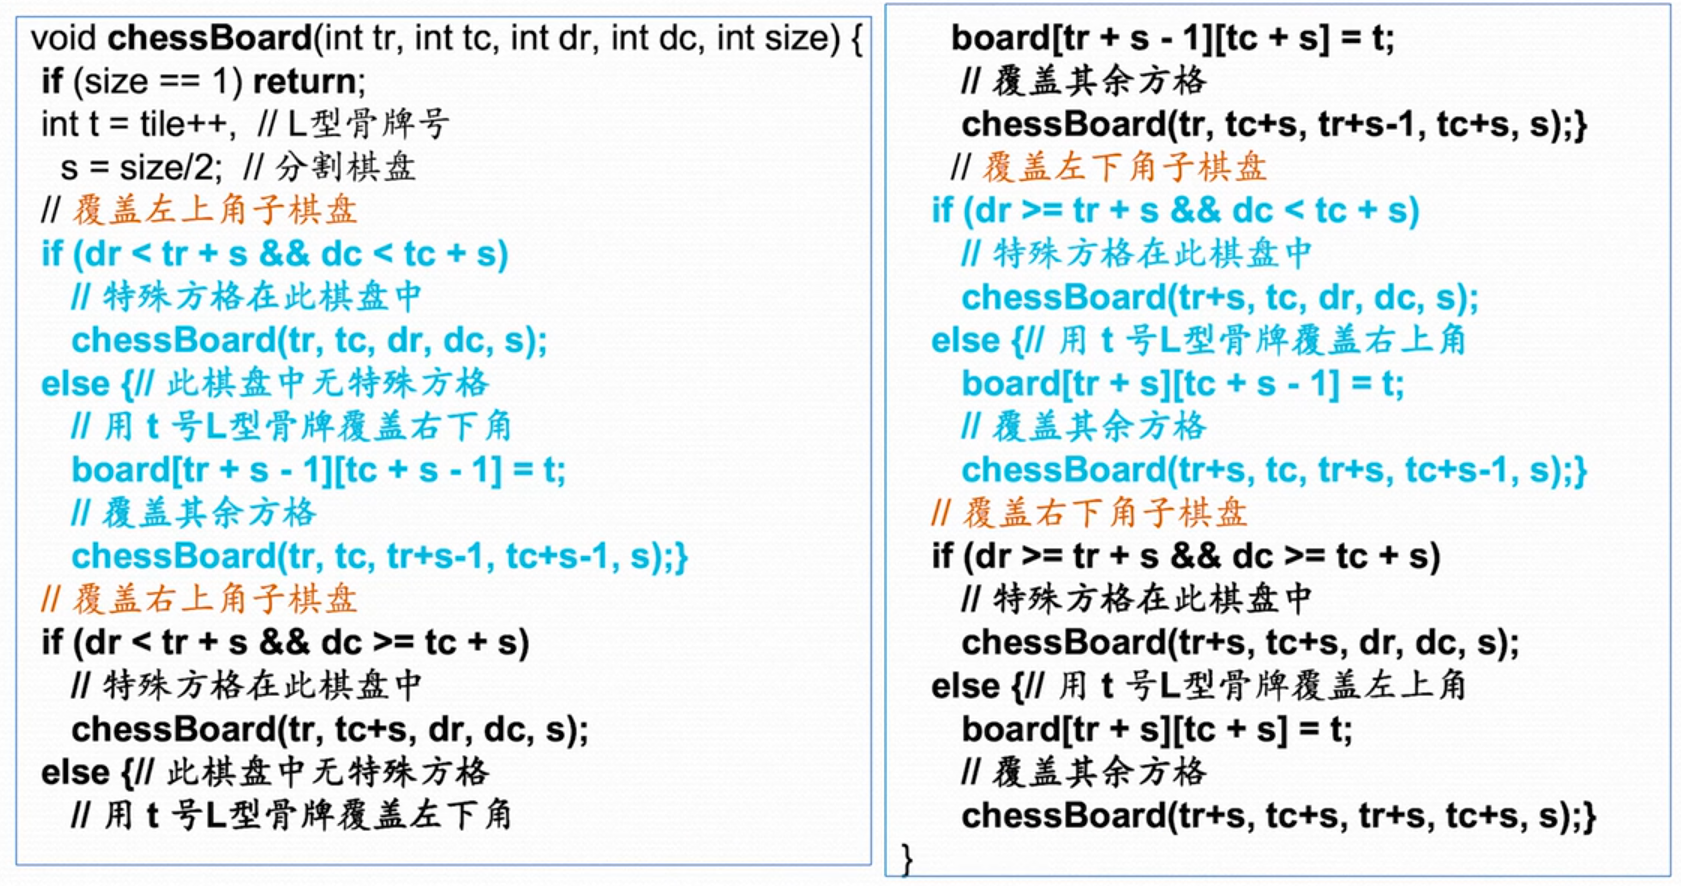 void chessBoard(int tr, int tc, int dr, int dc, int size) {
if (size == 1) return;
int t = tile++, // L型骨牌号
s = size/2; // 分割棋盘
// 覆盖左上角子棋盘
if (dr < tr + s && dc < tc + s)
// 特殊方格在此棋盘中
chessBoard(tr, tc, dr, dc, s);
else {// 此棋盘中无特殊方格
// 用 t 号L型骨牌覆盖右下角
board[tr + s - 1][tc + s - 1] = t;
// 覆盖其余方格
chessBoard(tr, tc, tr+s-1, tc+s-1, s);}
// 覆盖右上角子棋盘
if (dr < tr + s && dc >= tc + s)
// 特殊方格在此棋盘中
chessBoard(tr, tc+s, dr, dc, s);
else {// 此棋盘中无特殊方格
// 用 t 号L型骨牌覆盖左下角
board[tr + s - 1][tc + s] = t;
// 覆盖其余方格
chessBoard(tr, tc+s, tr+s-1, tc+s, s);}
// 覆盖左下角子棋盘
if (dr >= tr + s && dc < tc + s)
// 特殊方格在此棋盘中
chessBoard(tr+s, tc, dr, dc, s);
else {// 用 t 号L型骨牌覆盖右上角
board[tr + s][tc + s - 1] = t;
// 覆盖其余方格
chessBoard(tr+s, tc, tr+s, tc+s-1, s);}
// 覆盖右下角子棋盘
if (dr >= tr + s && dc >= tc + s)
// 特殊方格在此棋盘中
chessBoard(tr+s, tc+s, dr, dc, s);
else {// 用 t 号L型骨牌覆盖左上角
board[tr + s][tc + s] = t;
// 覆盖其余方格
chessBoard(tr+s, tc+s, tr+s, tc+s, s);}
}